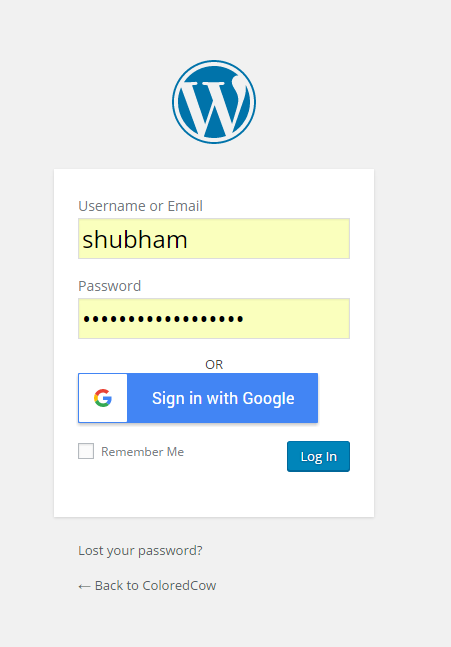 Username or Email
shubham
Password
••••••••••••••••••
OR
Sign in with Google
Remember Me
Log In
Lost your password?
← Back to ColoredCow